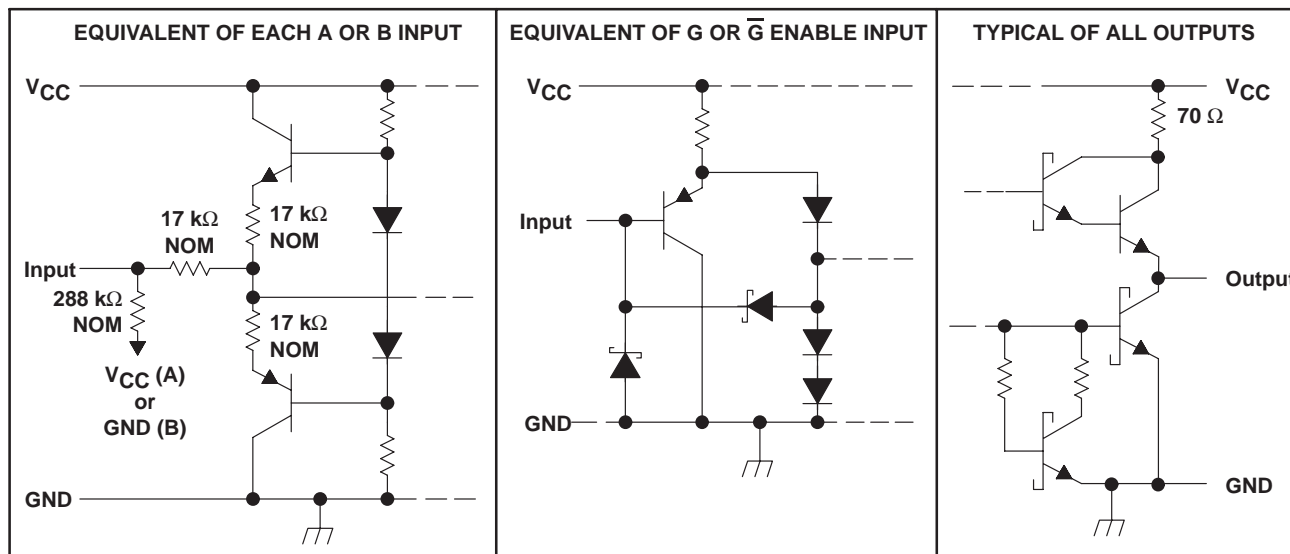 EQUIVALENT OF EACH A OR B INPUT
VCC
17 kΩ
NOM
17 kΩ
NOM
Input
288 kΩ
NOM
17 kΩ
NOM
VCC (A)
or
GND (B)
GND
EQUIVALENT OF G OR G̅ ENABLE INPUT
VCC
Input
GND
TYPICAL OF ALL OUTPUTS
VCC
70 Ω
Output
GND